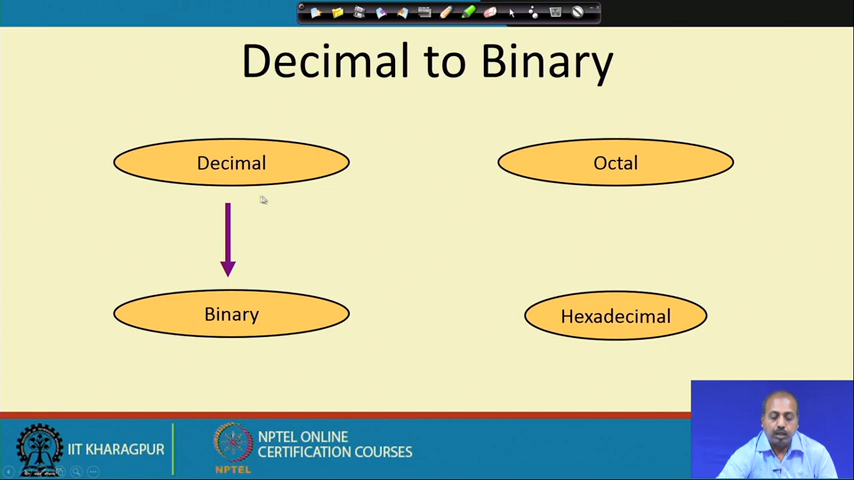 Decimal to Binary
Decimal
Octal
Binary
Hexadecimal
IIT KHARAGPUR
NPTEL
NPTEL ONLINE
CERTIFICATION COURSES